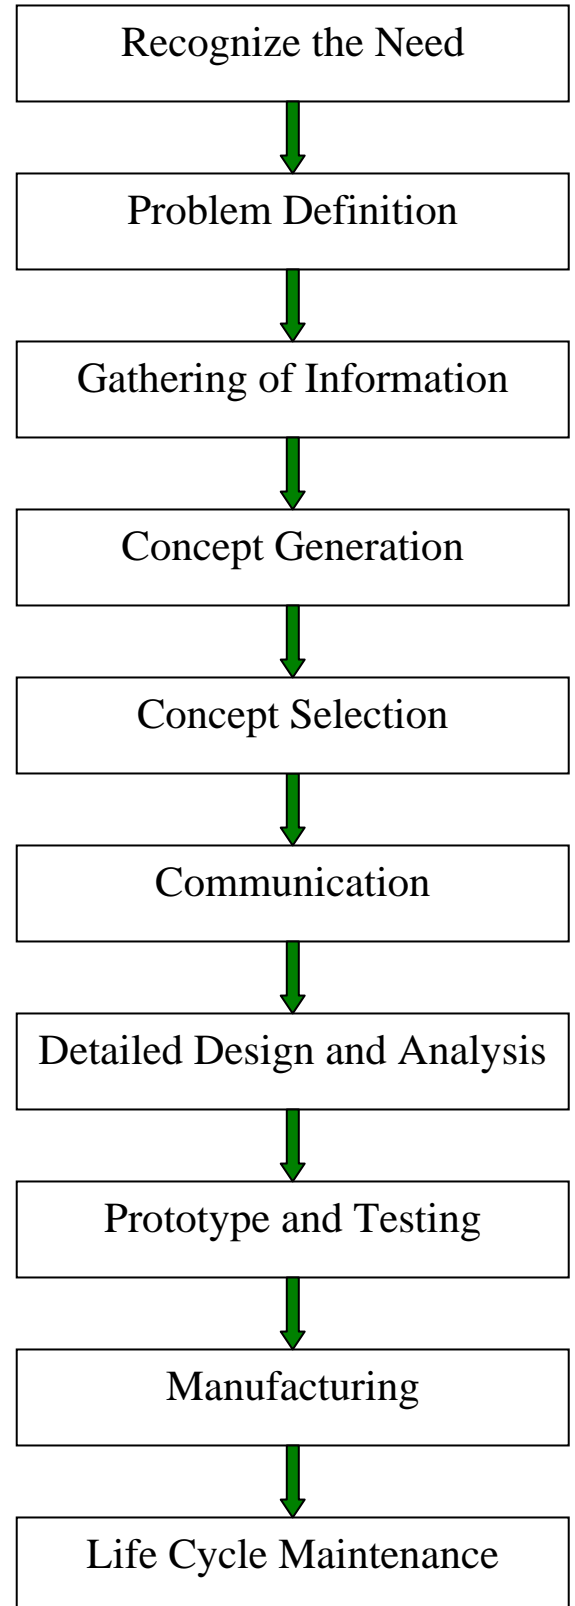 Recognize the Need
Problem Definition
Gathering of Information
Concept Generation
Concept Selection
Communication
Detailed Design and Analysis
Prototype and Testing
Manufacturing
Life Cycle Maintenance